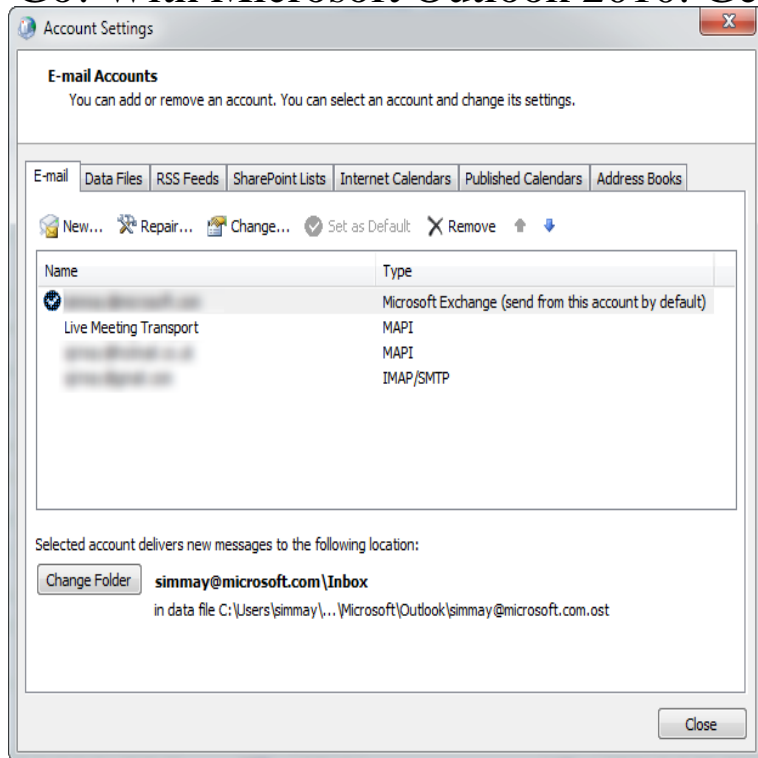 Account Settings
X
E-mail Accounts
You can add or remove an account. You can select an account and change its settings.
E-mail Data Files RSS Feeds SharePoint Lists Internet Calendars Published Calendars Address Books
New... Repair... Change... Set as Default Remove
Name Type
Microsoft Exchange (send from this account by default)
Live Meeting Transport MAPI
MAPI
IMAP/SMTP
Selected account delivers new messages to the following location:
Change Folder simmay@microsoft.com\Inbox
in data file C:\Users\simmay\...\Microsoft\Outlook\simmay@microsoft.com.ost
Close